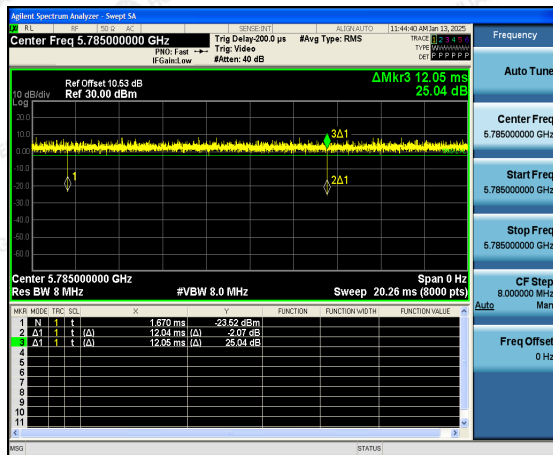 Agilent Spectrum Analyzer - Swept SA
RL RF 50 Ω AC SENSE:INT ALIGN AUTO 11:44:40 AM Jan 13, 2025
Center Freq 5.785000000 GHz
PNO: Fast
IFGain:Low
Trig Delay-200.0 µs
Trig: Video
#Atten: 40 dB
#Avg Type: RMS
TRACE 1 2 3 4 5 6
TYPE WWWWWW
DET P P P P P P
Ref Offset 10.53 dB
Ref 30.00 dBm
10 dB/div
Log
ΔMkr3 12.05 ms
25.04 dB
20.0
10.0
0.00
-10.0
-20.0
-30.0
-40.0
-50.0
-60.0
3Δ1
1
2Δ1
Center 5.785000000 GHz Span 0 Hz
Res BW 8 MHz #VBW 8.0 MHz Sweep 20.26 ms (8000 pts)
MKR MODE TRC SCL X Y FUNCTION FUNCTION WIDTH FUNCTION VALUE
1 N 1 t 1.670 ms -23.52 dBm
2 Δ1 1 t (Δ) 12.04 ms (Δ) -2.07 dB
3 Δ1 1 t (Δ) 12.05 ms (Δ) 25.04 dB
4
5
6
7
8
9
10
11
MSG STATUS
Frequency
Auto Tune
Center Freq
5.785000000 GHz
Start Freq
5.785000000 GHz
Stop Freq
5.785000000 GHz
CF Step
8.000000 MHz
Auto Man
Freq Offset
0 Hz